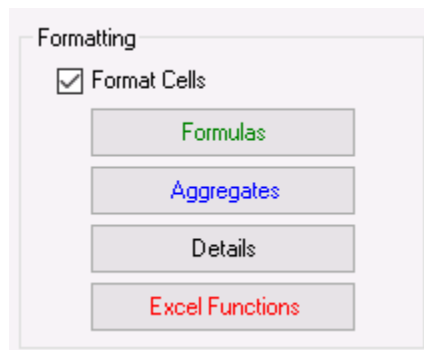 Formatting
Format Cells
Formulas
Aggregates
Details
Excel Functions